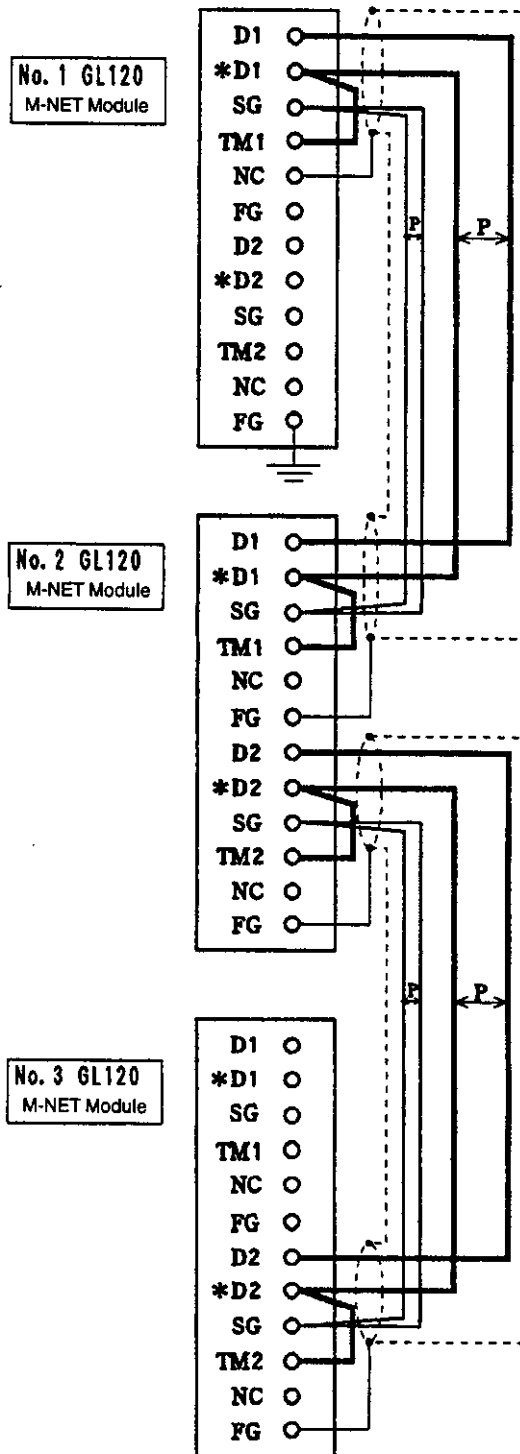 No. 1 GL120
M-NET Module
D1
*D1
SG
TM1
NC
FG
D2
*D2
SG
TM2
NC
FG
P
P
No. 2 GL120
M-NET Module
D1
*D1
SG
TM1
NC
FG
D2
*D2
SG
TM2
NC
FG
P
P
No. 3 GL120
M-NET Module
D1
*D1
SG
TM1
NC
FG
D2
*D2
SG
TM2
NC
FG